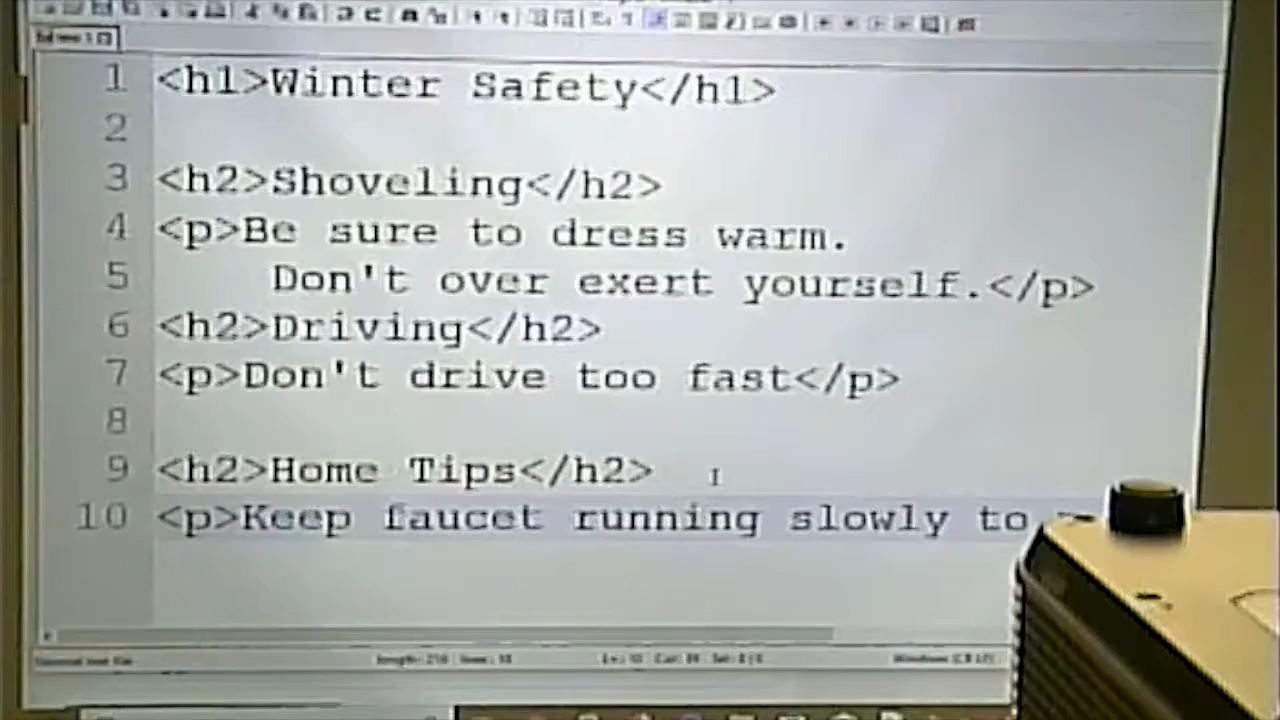 1 <h1>Winter Safety</h1>
2
3 <h2>Shoveling</h2>
4 <p>Be sure to dress warm.
5 Don't over exert yourself.</p>
6 <h2>Driving</h2>
7 <p>Don't drive too fast</p>
8
9 <h2>Home Tips</h2>
10 <p>Keep faucet running slowly to